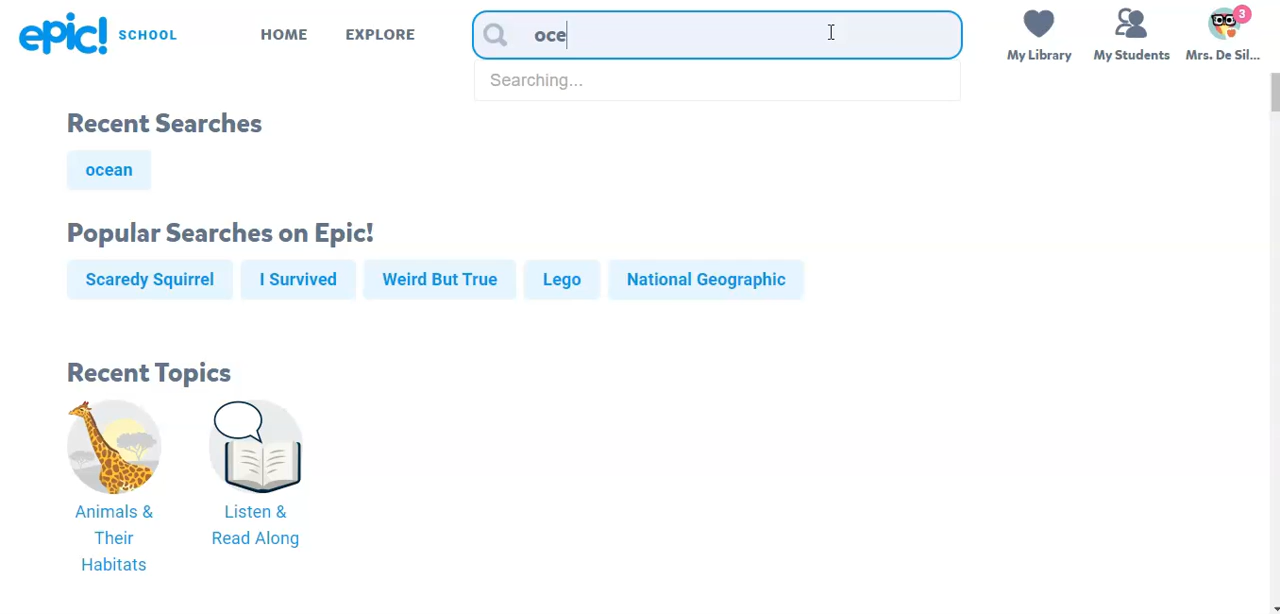 epic! SCHOOL HOME EXPLORE oce
3
My Library My Students Mrs. De Sil...
Searching...
Recent Searches
ocean
Popular Searches on Epic!
Scaredy Squirrel I Survived Weird But True Lego National Geographic
Recent Topics
Animals &
Their
Habitats
Listen &
Read Along